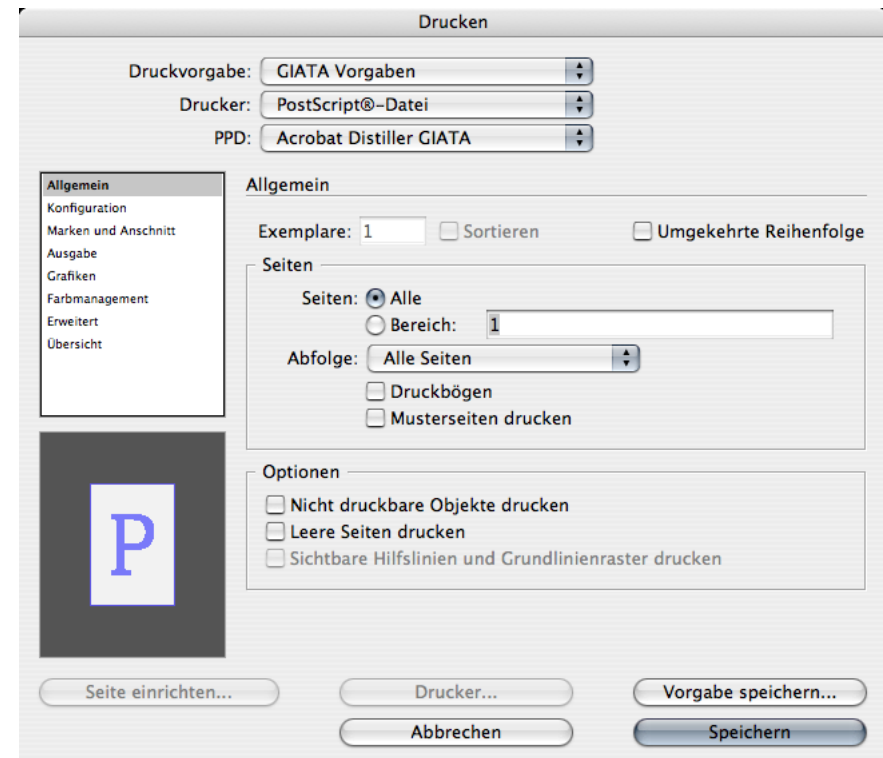 Drucken
Druckvorgabe: GIATA Vorgaben
Drucker: PostScript®-Datei
PPD: Acrobat Distiller GIATA
Allgemein
Konfiguration
Marken und Anschnitt
Ausgabe
Grafiken
Farbmanagement
Erweitert
Übersicht
Allgemein
Exemplare: 1 Sortieren Umgekehrte Reihenfolge
Seiten
Seiten: Alle
Bereich: 1
Abfolge: Alle Seiten
Druckbögen
Musterseiten drucken
Optionen
Nicht druckbare Objekte drucken
Leere Seiten drucken
Sichtbare Hilfslinien und Grundlinienraster drucken
P
Seite einrichten... Drucker... Vorgabe speichern...
Abbrechen Speichern